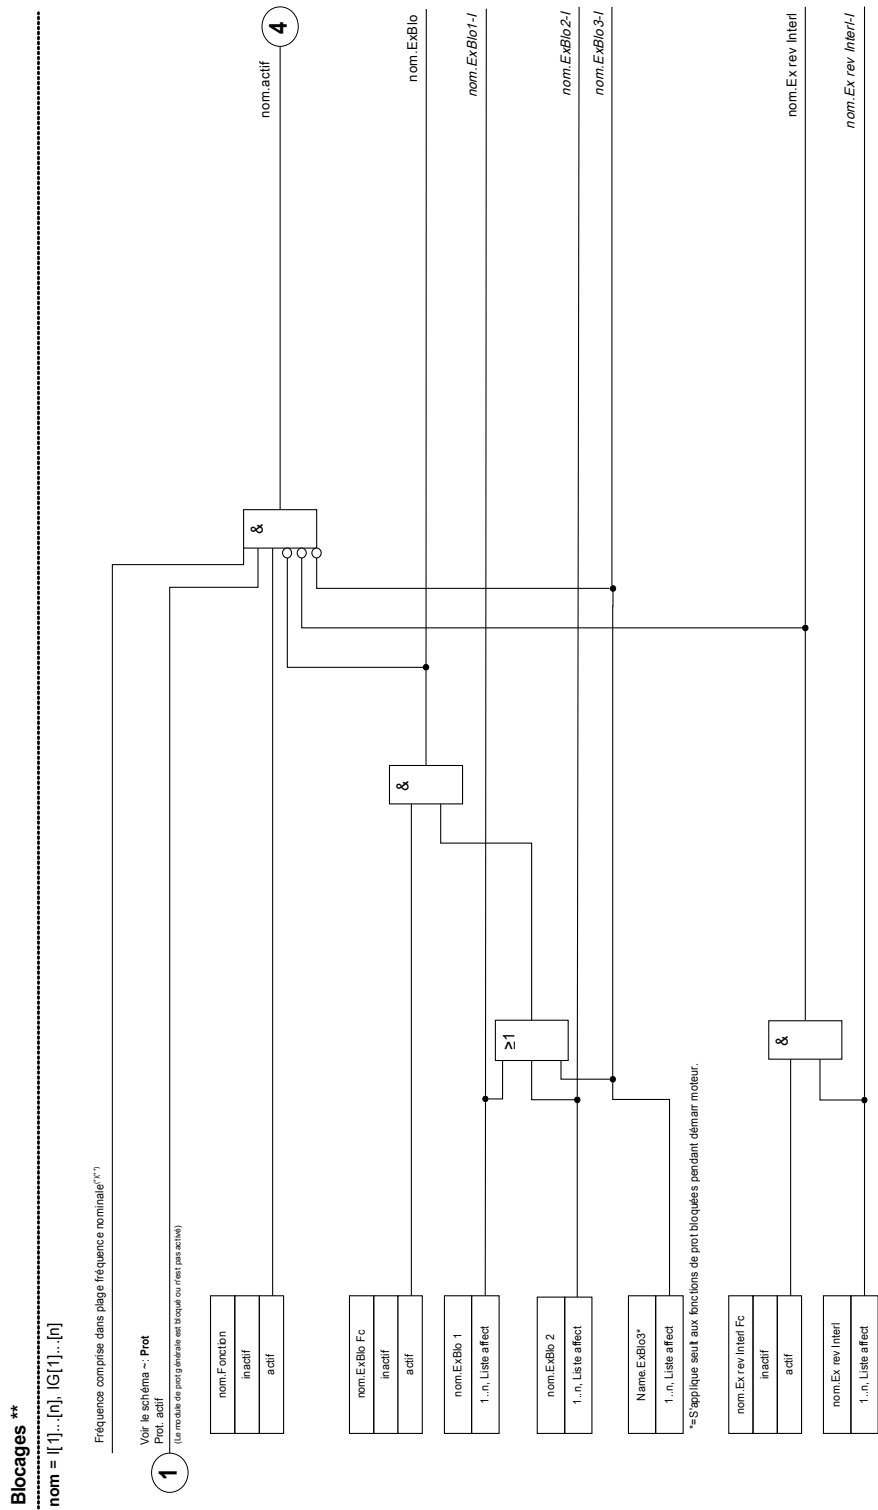 Blocages **
nom = I[1]...[n], IG[1]...[n]
Fréquence comprise dans plage fréquence nominale(*)(**)
1
Voir le schéma ~: Prot
Prot. actif
(Le module de prot générale est bloqué ou n'est pas activé)
nom.Fonction
inactif
actif
&
nom.actif
4
nom.ExBlo Fc
inactif
actif
&
nom.ExBlo
nom.ExBlo 1
1..n, Liste affect
nom.ExBlo1-I
≥1
nom.ExBlo 2
1..n, Liste affect
nom.ExBlo2-I
nom.ExBlo3-I
Name.ExBlo3*
1..n, Liste affect
*=S'applique seult aux fonctions de prot bloquées pendant démarr moteur.
nom.Ex rev Interl Fc
inactif
actif
&
nom.Ex rev Interl
nom.Ex rev Interl
1..n, Liste affect
nom.Ex rev Interl-I